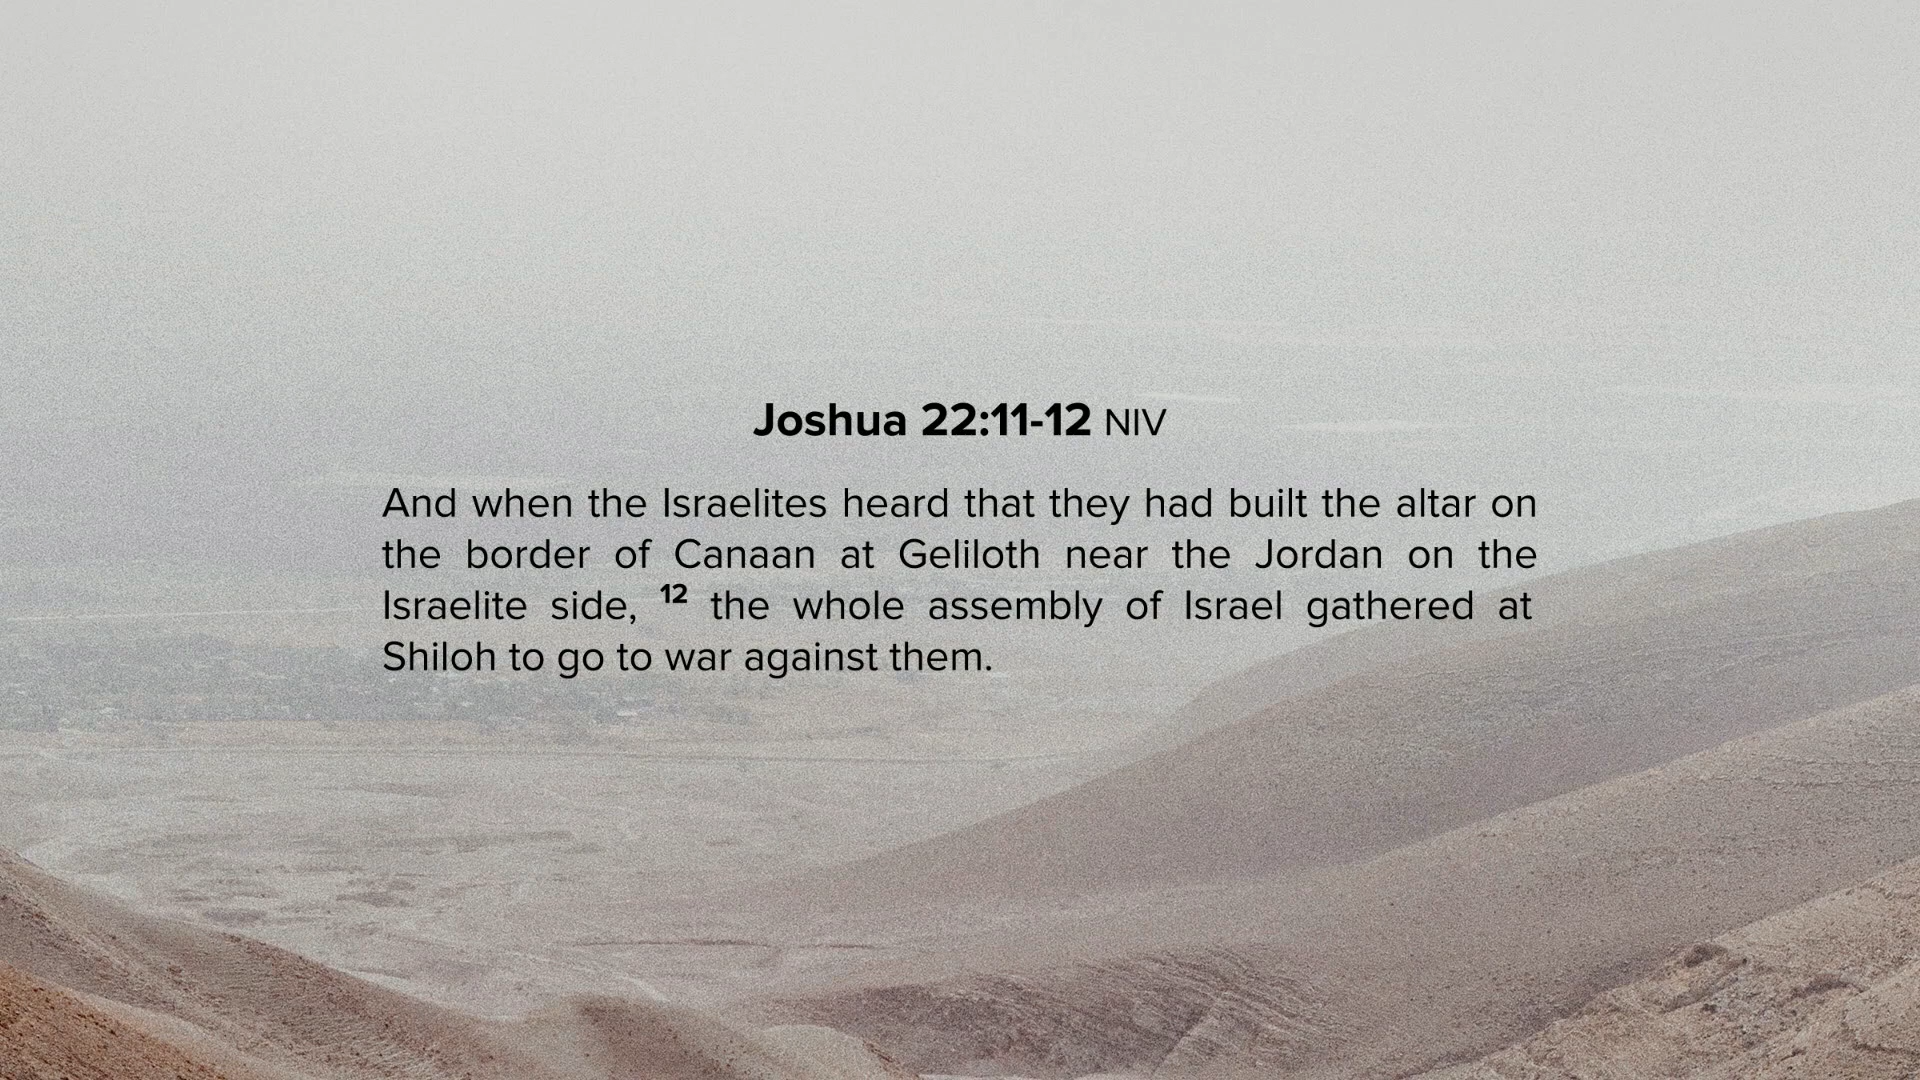 Joshua 22:11-12 NIV
And when the Israelites heard that they had built the altar on
the border of Canaan at Geliloth near the Jordan on the
Israelite side, 12 the whole assembly of Israel gathered at
Shiloh to go to war against them.